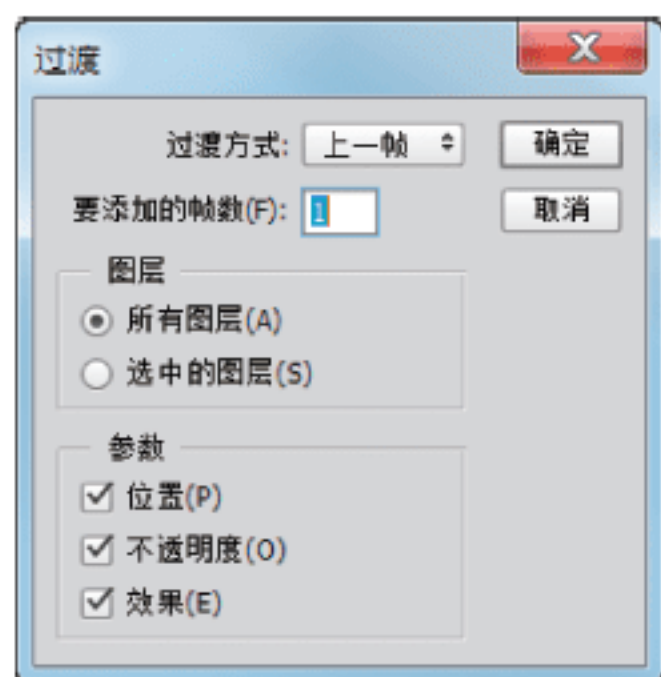 过渡
过渡方式: 上一帧 确定
要添加的帧数(F): 1 取消
图层
所有图层(A)
选中的图层(S)
参数
位置(P)
不透明度(O)
效果(E)